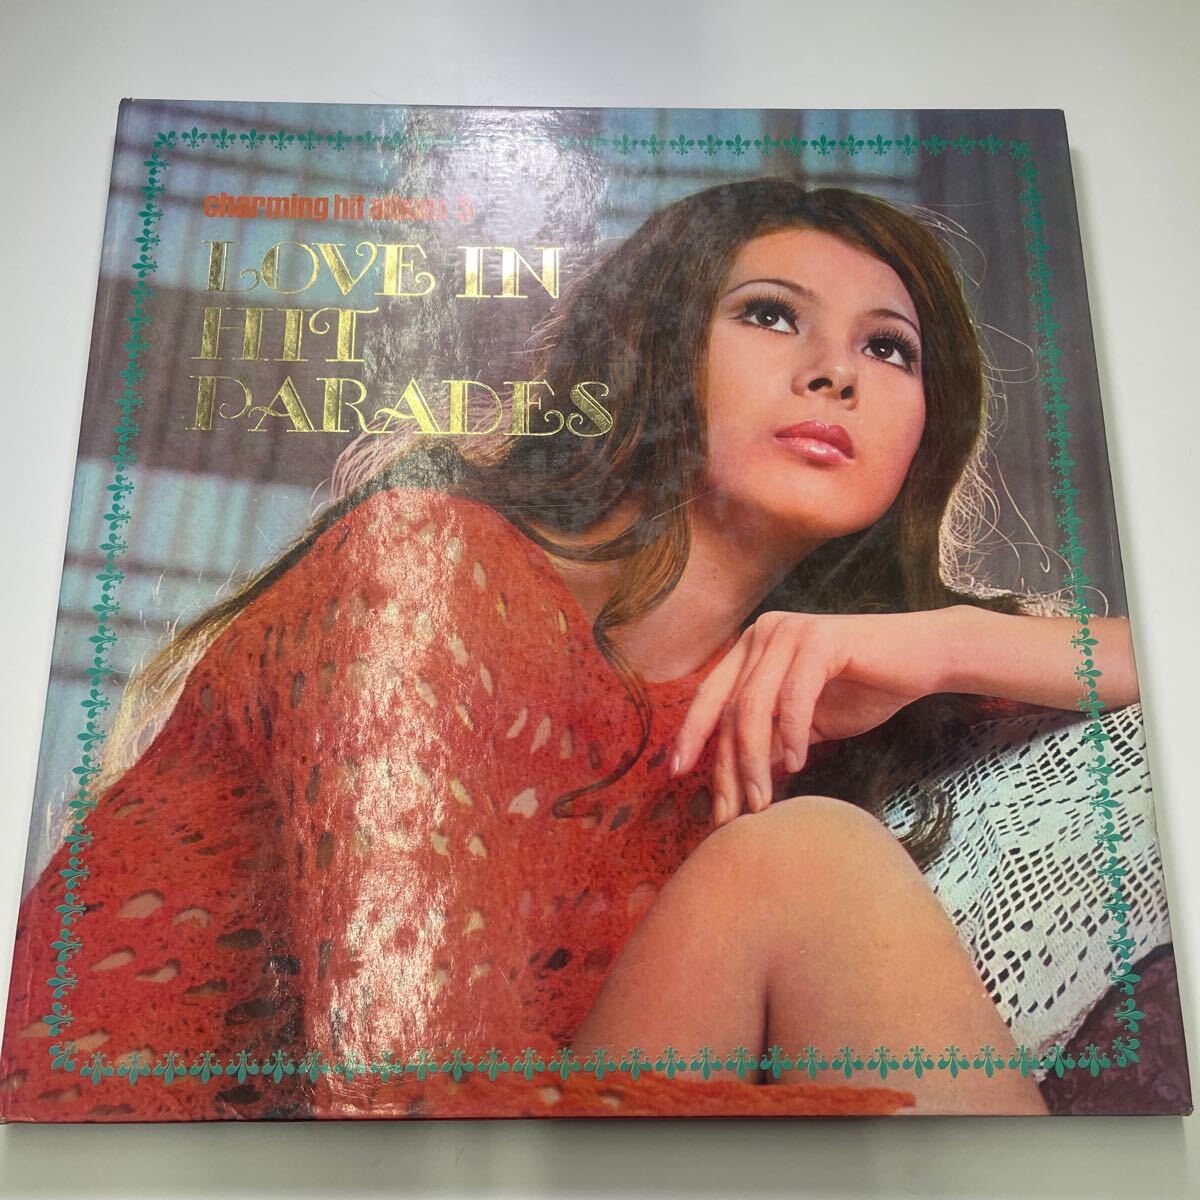 charming hit album 5
LOVE IN
HIT
PARADES